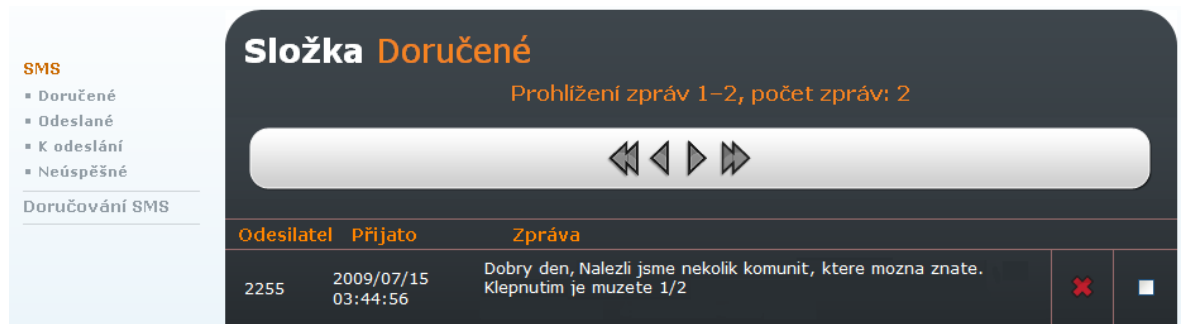 Složka Doručené
Prohlížení zpráv 1-2, počet zpráv: 2
SMS
Doručené
Odeslané
K odeslání
Neúspěšné
Doručování SMS
Odesilatel Přijato Zpráva
2255 2009/07/15 03:44:56 Dobry den, Nalezli jsme nekolik komunit, ktere mozna znate.
Klepnutim je muzete 1/2